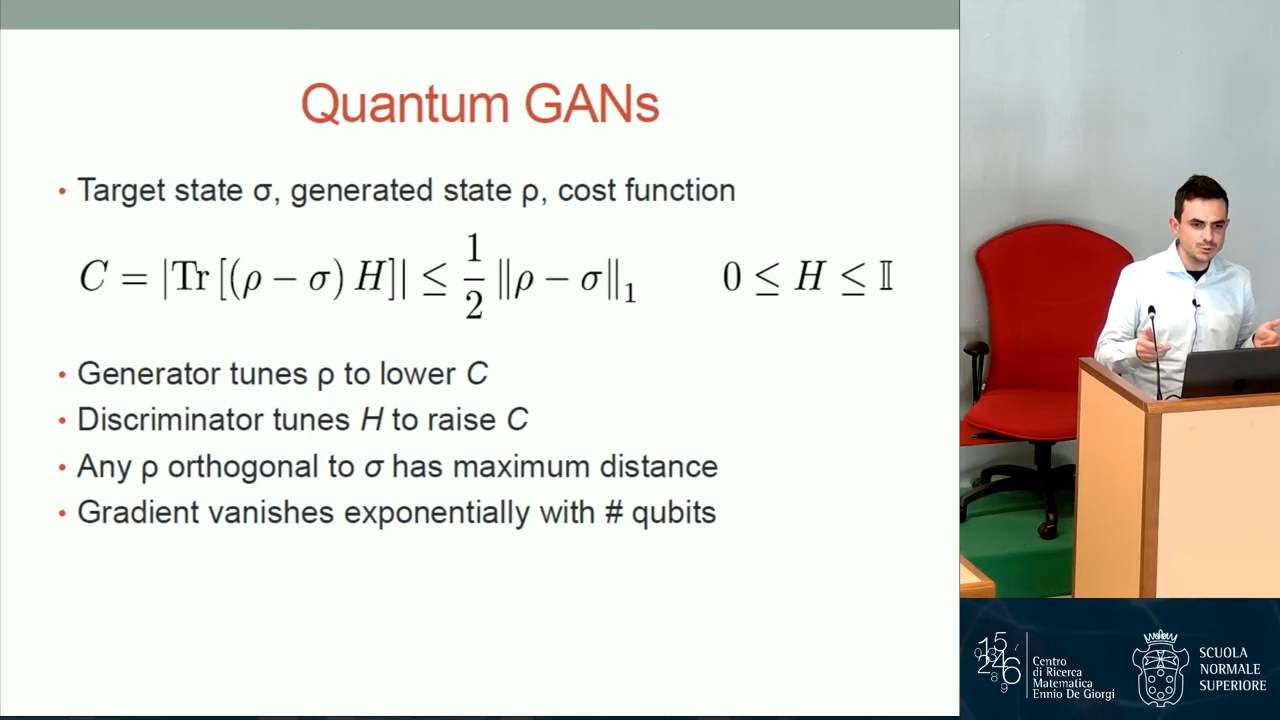 Quantum GANs
• Target state σ, generated state ρ, cost function
C = |Tr [(ρ − σ) H]| ≤ 1/2 ‖ρ − σ‖₁ 0 ≤ H ≤ 𝕀
• Generator tunes ρ to lower C
• Discriminator tunes H to raise C
• Any ρ orthogonal to σ has maximum distance
• Gradient vanishes exponentially with # qubits
Centro
di Ricerca
Matematica
Ennio De Giorgi
SCUOLA
NORMALE
SUPERIORE